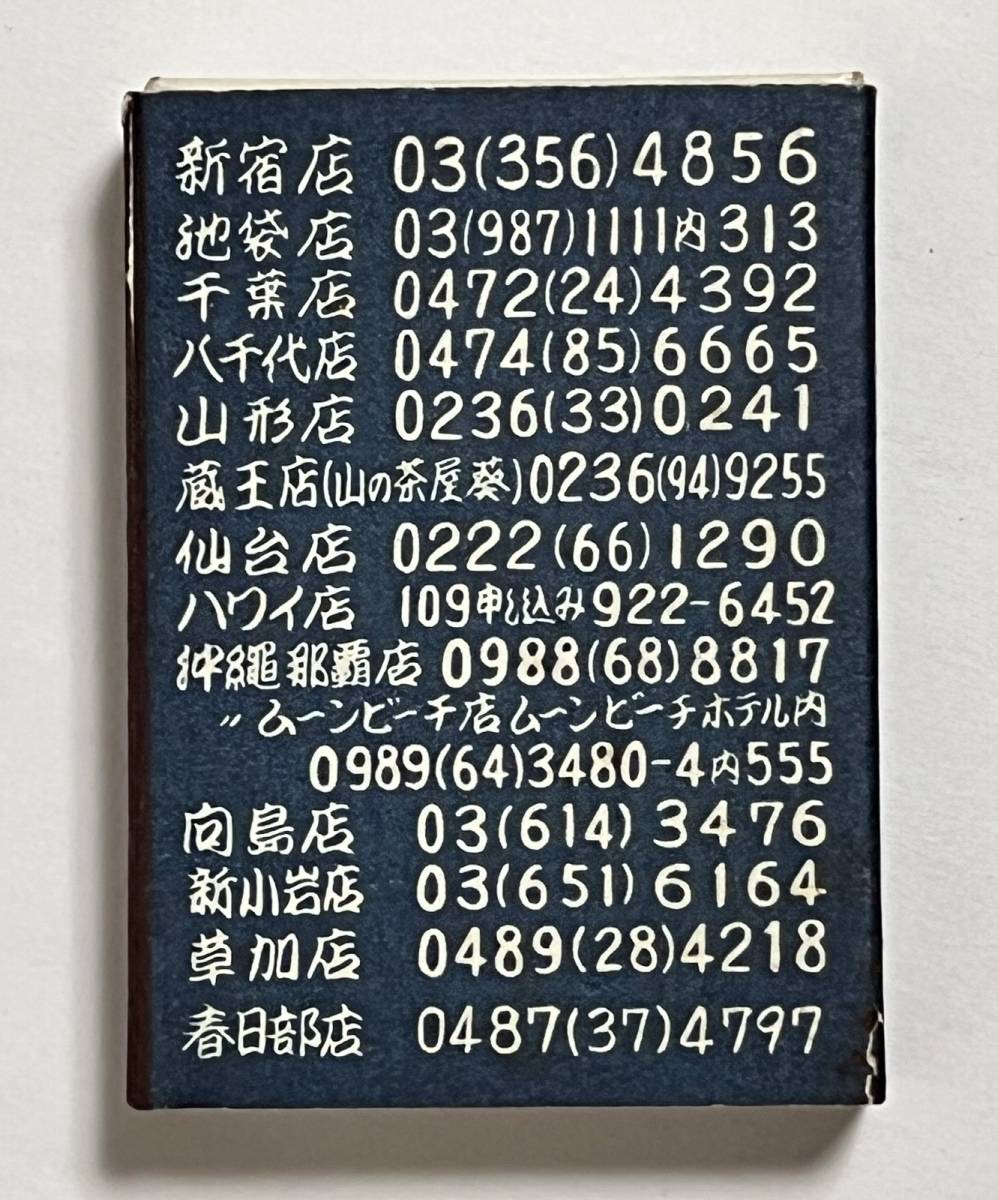 新宿店 03(356)4856
池袋店 03(987)1111内313
千葉店 0472(24)4392
八千代店 0474(85)6665
山形店 0236(33)0241
蔵王店(山の茶屋葵)0236(94)9255
仙台店 0222(66)1290
ハワイ店 109申し込み922-6452
沖縄那覇店 0988(68)8817
〃 ムーンビーチ店 ムーンビーチホテル内
0989(64)3480-4内555
向島店 03(614)3476
新小岩店 03(651)6164
草加店 0489(28)4218
春日部店 0487(37)4797